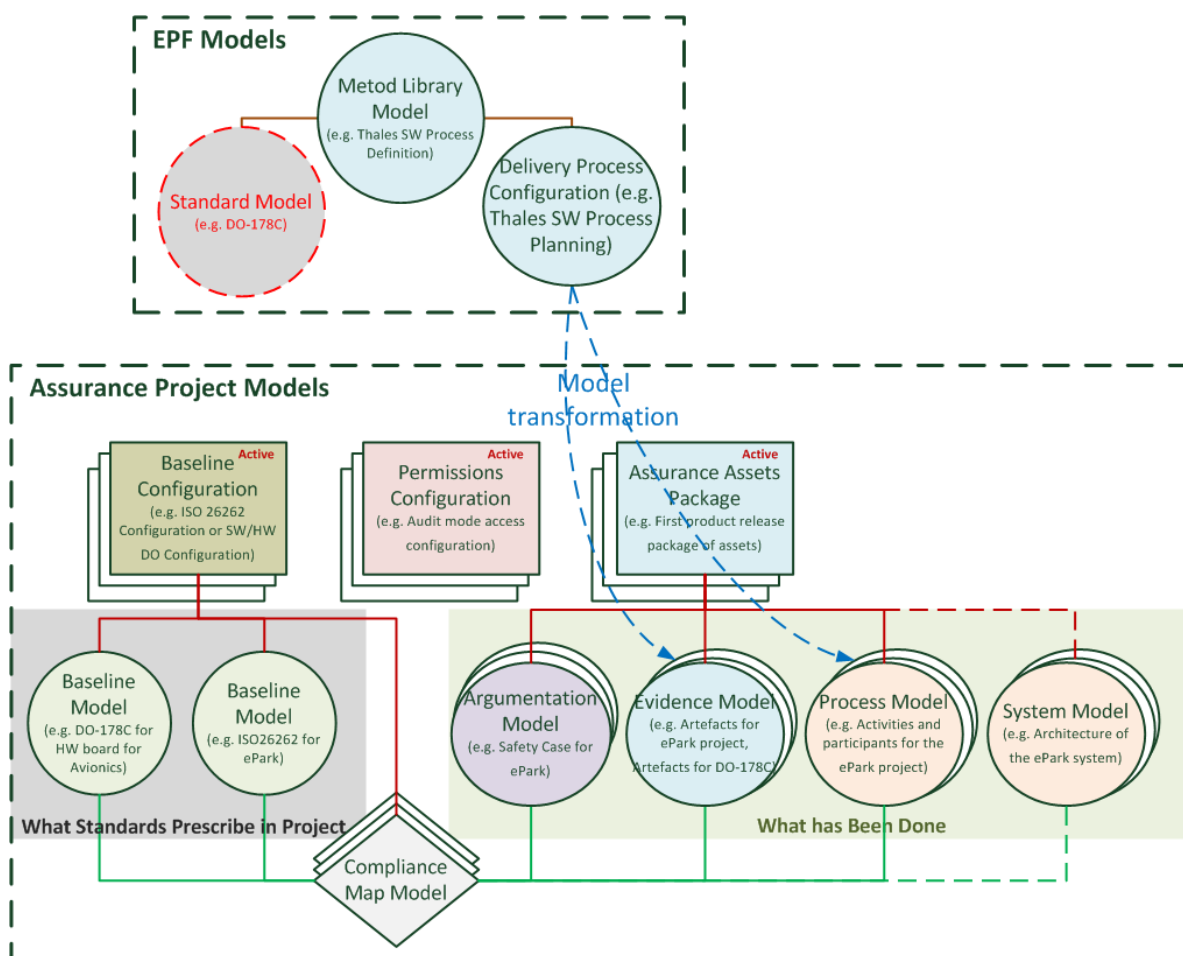 EPF Models
Metod Library
Model
(e.g. Thales SW Process
Definition)
Standard Model
(e.g. DO-178C)
Delivery Process
Configuration (e.g.
Thales SW Process
Planning)
Assurance Project Models
Model
transformation
Active
Baseline
Configuration
(e.g. ISO 26262
Configuration or SW/HW
DO Configuration)
Active
Permissions
Configuration
(e.g. Audit mode access
configuration)
Active
Assurance Assets
Package
(e.g. First product release
package of assets)
Baseline
Model
(e.g. DO-178C for
HW board for
Avionics)
Baseline
Model
(e.g. ISO26262 for
ePark)
What Standards Prescribe in Project
Argumentation
Model
(e.g. Safety Case for
ePark)
Evidence Model
(e.g. Artefacts for
ePark project,
Artefacts for DO-178C)
Process Model
(e.g. Activities and
participants for the
ePark project)
System Model
(e.g. Architecture of
the ePark system)
What has Been Done
Compliance
Map Model